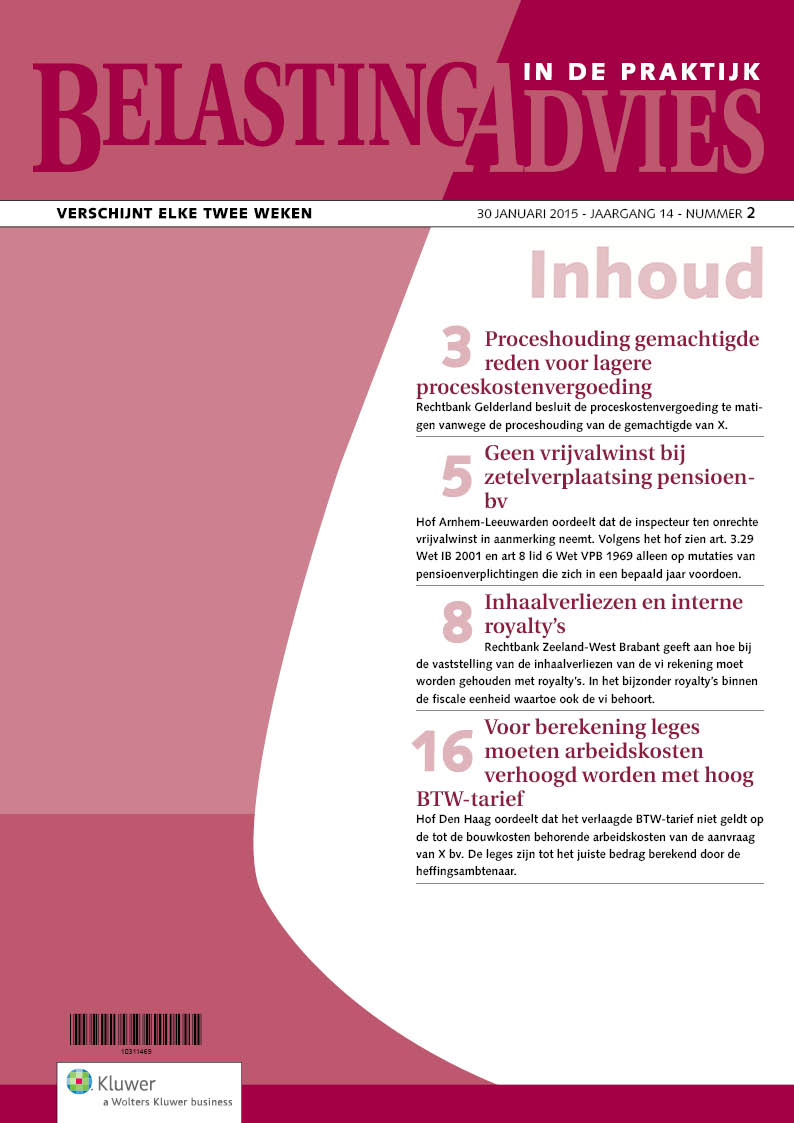 IN DE PRAKTIJK
BELASTINGADVIES
VERSCHIJNT ELKE TWEE WEKEN
30 JANUARI 2015 - JAARGANG 14 - NUMMER 2
Inhoud
3 Proceshouding gemachtigde
reden voor lagere
proceskostenvergoeding
Rechtbank Gelderland besluit de proceskostenvergoeding te mati-
gen vanwege de proceshouding van de gemachtigde van X.
5 Geen vrijvalwinst bij
zetelverplaatsing pensioen-
bv
Hof Arnhem-Leeuwarden oordeelt dat de inspecteur ten onrechte
vrijvalwinst in aanmerking neemt. Volgens het hof zien art. 3.29
Wet IB 2001 en art 8 lid 6 Wet VPB 1969 alleen op mutaties van
pensioenverplichtingen die zich in een bepaald jaar voordoen.
8 Inhaalverliezen en interne
royalty’s
Rechtbank Zeeland-West Brabant geeft aan hoe bij
de vaststelling van de inhaalverliezen van de vi rekening moet
worden gehouden met royalty’s. In het bijzonder royalty’s binnen
de fiscale eenheid waartoe ook de vi behoort.
16 Voor berekening leges
moeten arbeidskosten
verhoogd worden met hoog
BTW-tarief
Hof Den Haag oordeelt dat het verlaagde BTW-tarief niet geldt op
de tot de bouwkosten behorende arbeidskosten van de aanvraag
van X bv. De leges zijn tot het juiste bedrag berekend door de
heffingsambtenaar.
10311469
Kluwer
a Wolters Kluwer business